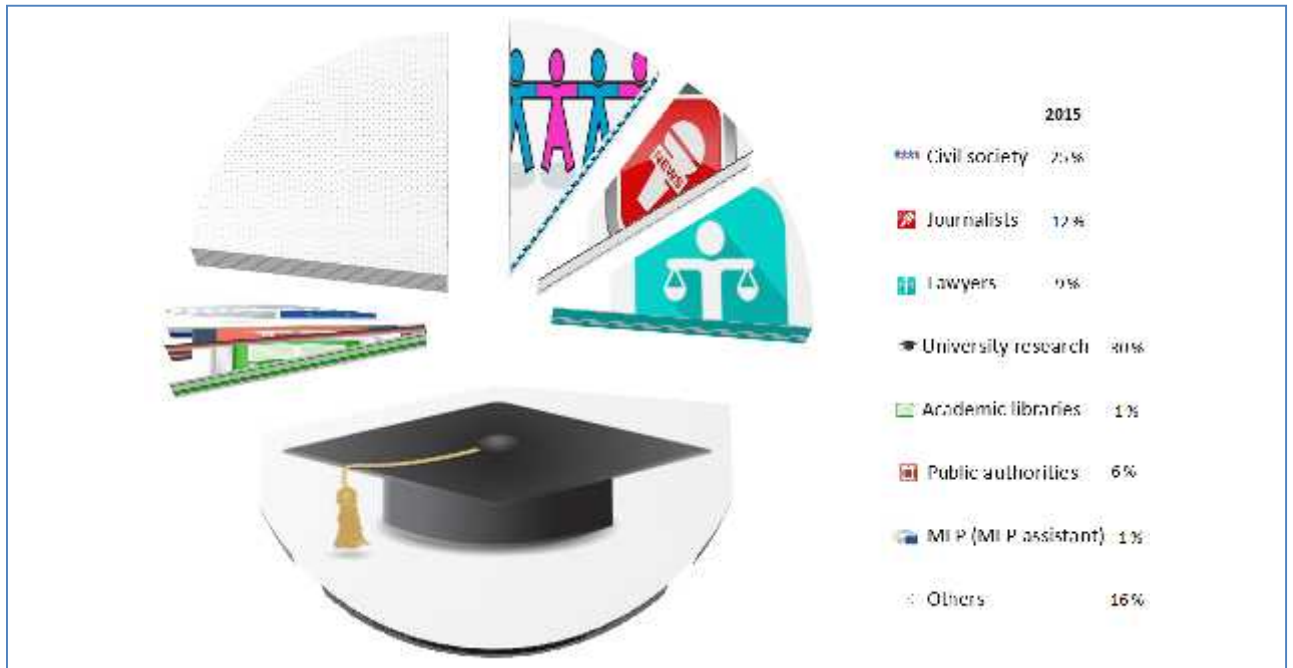 NEWS
2015
Civil society 25%
Journalists 12%
Lawyers 9%
University research 30%
Academic libraries 1%
Public authorities 6%
MEP (MEP assistant) 1%
Others 16%